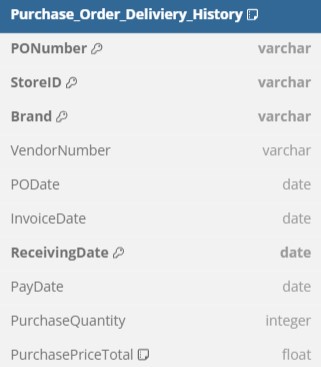 Purchase_Order_Deliviery_History
PONumber varchar
StoreID varchar
Brand varchar
VendorNumber varchar
PODate date
InvoiceDate date
ReceivingDate date
PayDate date
PurchaseQuantity integer
PurchasePriceTotal float